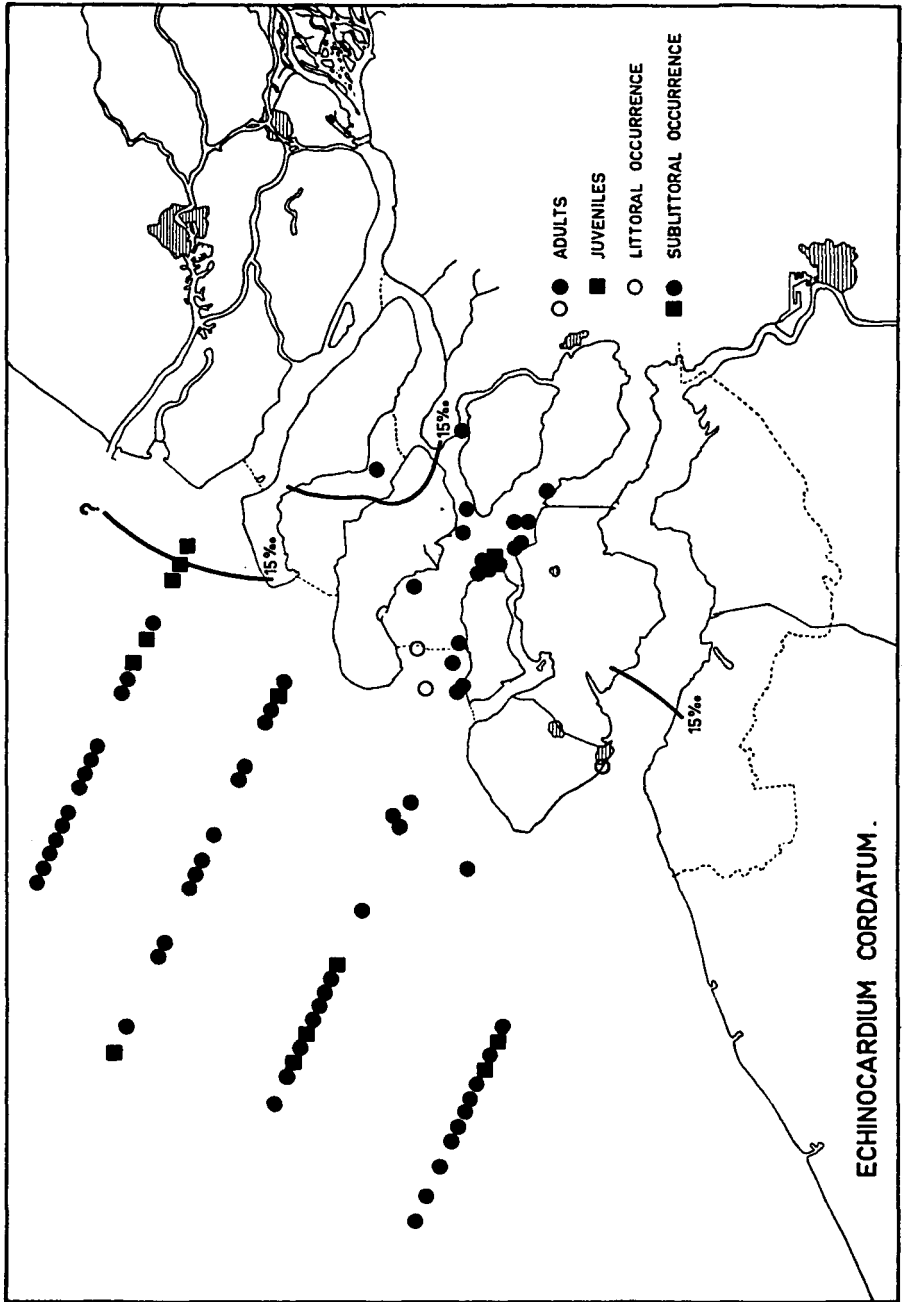 ?
15‰
15‰
15‰
ADULTS
JUVENILES
LITTORAL OCCURRENCE
SUBLITTORAL OCCURRENCE
ECHINOCARDIUM CORDATUM.